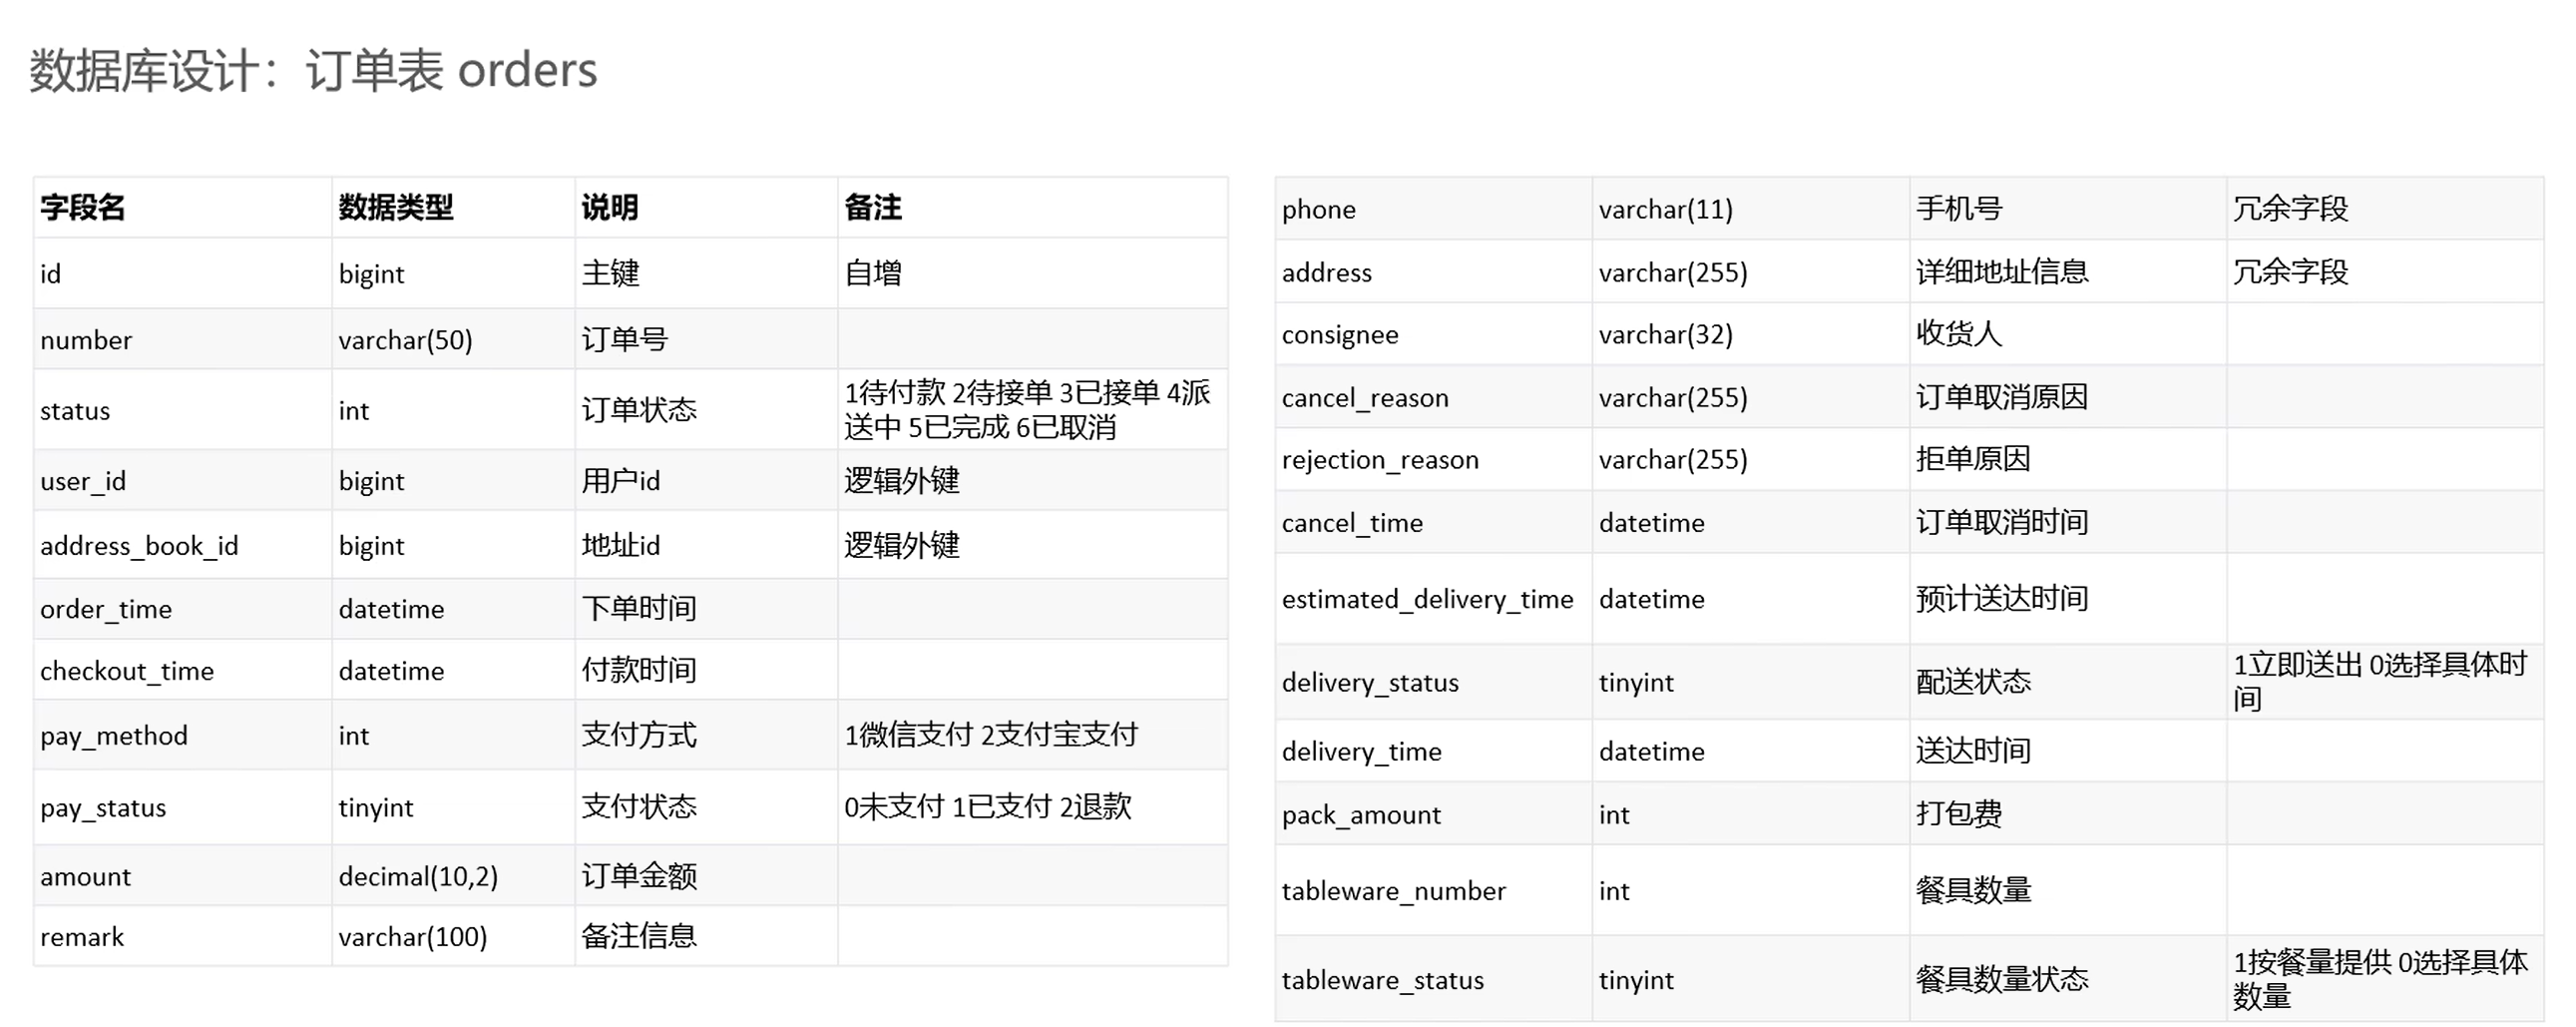 数据库设计：订单表 orders
字段名 数据类型 说明 备注
id bigint 主键 自增
number varchar(50) 订单号
status int 订单状态 1待付款 2待接单 3已接单 4派
送中 5已完成 6已取消
user_id bigint 用户id 逻辑外键
address_book_id bigint 地址id 逻辑外键
order_time datetime 下单时间
checkout_time datetime 付款时间
pay_method int 支付方式 1微信支付 2支付宝支付
pay_status tinyint 支付状态 0未支付 1已支付 2退款
amount decimal(10,2) 订单金额
remark varchar(100) 备注信息
phone varchar(11) 手机号 冗余字段
address varchar(255) 详细地址信息 冗余字段
consignee varchar(32) 收货人
cancel_reason varchar(255) 订单取消原因
rejection_reason varchar(255) 拒单原因
cancel_time datetime 订单取消时间
estimated_delivery_time datetime 预计送达时间
delivery_status tinyint 配送状态 1立即送出 0选择具体时
间
delivery_time datetime 送达时间
pack_amount int 打包费
tableware_number int 餐具数量
tableware_status tinyint 餐具数量状态 1按餐量提供 0选择具体
数量